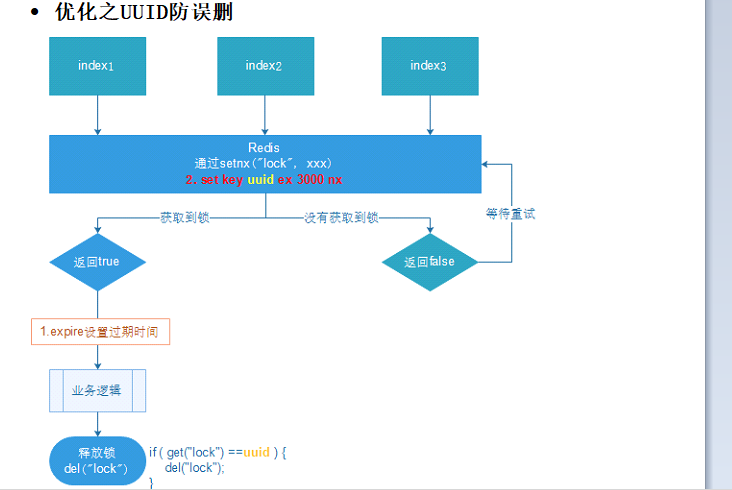 • 优化之UUID防误删
index1
index2
index3
Redis
通过setnx("lock", xxx)
2. set key uuid ex 3000 nx
获取到锁
没有获取到锁
等待重试
返回true
返回false
1.expire设置过期时间
业务逻辑
释放锁
del("lock")
if ( get("lock") ==uuid ) {
del("lock");
}